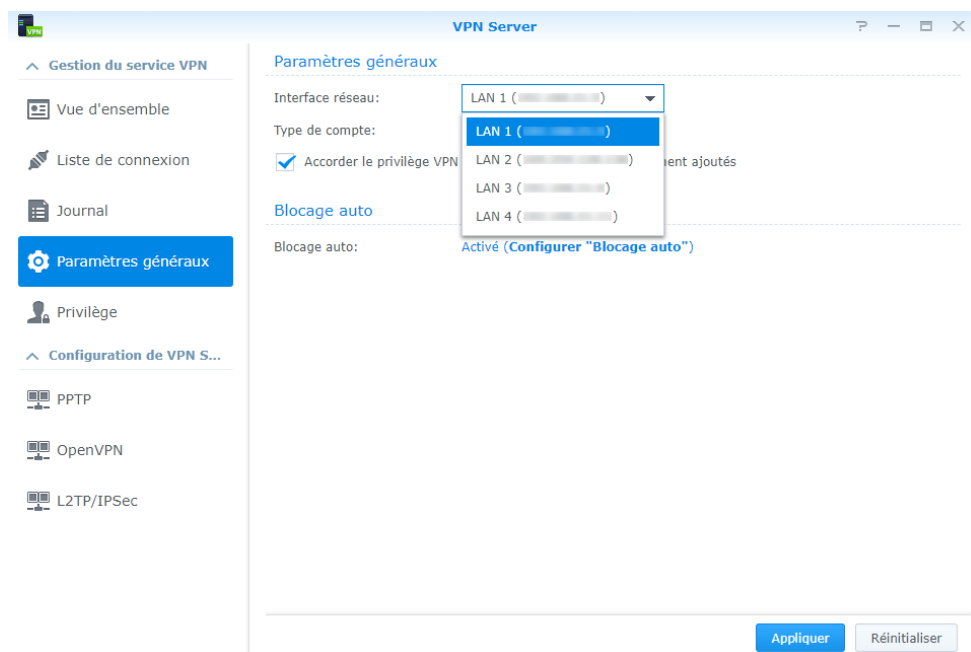 VPN
VPN Server
Gestion du service VPN
Vue d'ensemble
Liste de connexion
Journal
Paramètres généraux
Privilège
Configuration de VPN S...
PPTP
OpenVPN
L2TP/IPSec
Paramètres généraux
Interface réseau: LAN 1 ( )
Type de compte:
LAN 1 ( )
LAN 2 ( )
LAN 3 ( )
LAN 4 ( )
Accorder le privilège VPN ajoutés
Blocage auto
Blocage auto: Activé (Configurer "Blocage auto")
Appliquer Réinitialiser